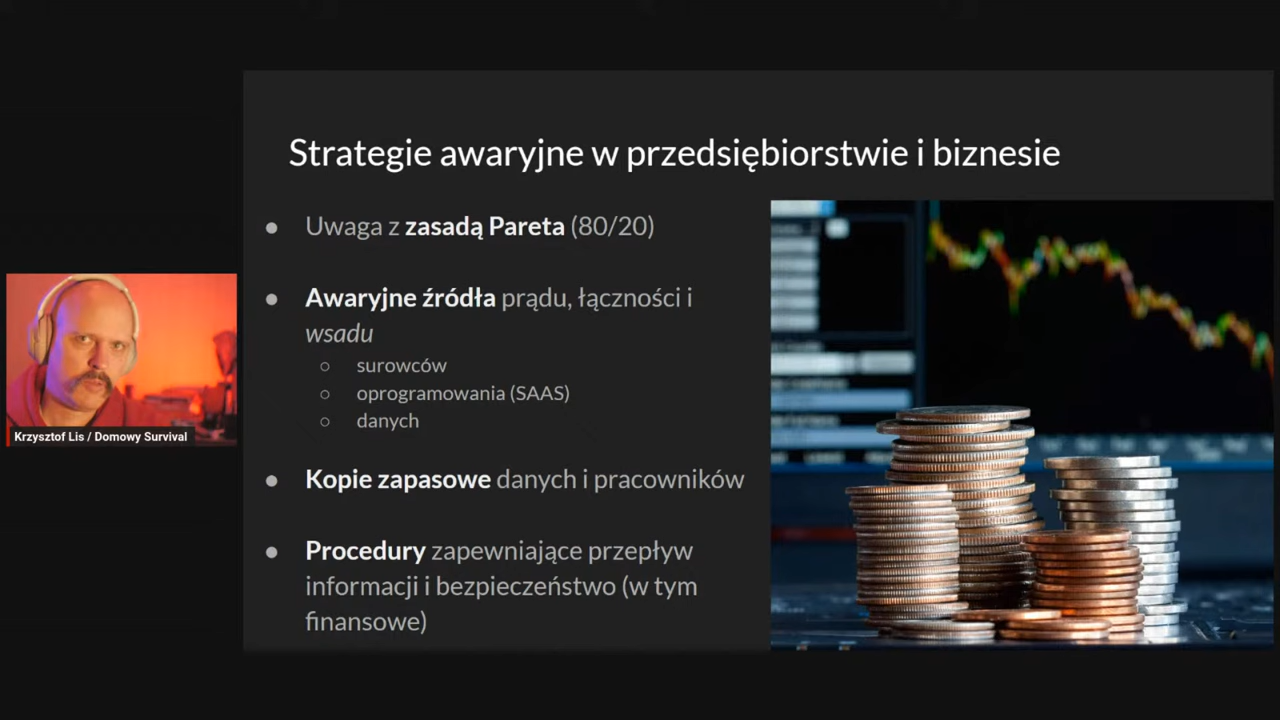 Strategie awaryjne w przedsiębiorstwie i biznesie
● Uwaga z zasadą Pareta (80/20)
● Awaryjne źródła prądu, łączności i
wsadu
○ surowców
○ oprogramowania (SAAS)
○ danych
● Kopie zapasowe danych i pracowników
● Procedury zapewniające przepływ
informacji i bezpieczeństwo (w tym
finansowe)
Krzysztof Lis / Domowy Survival